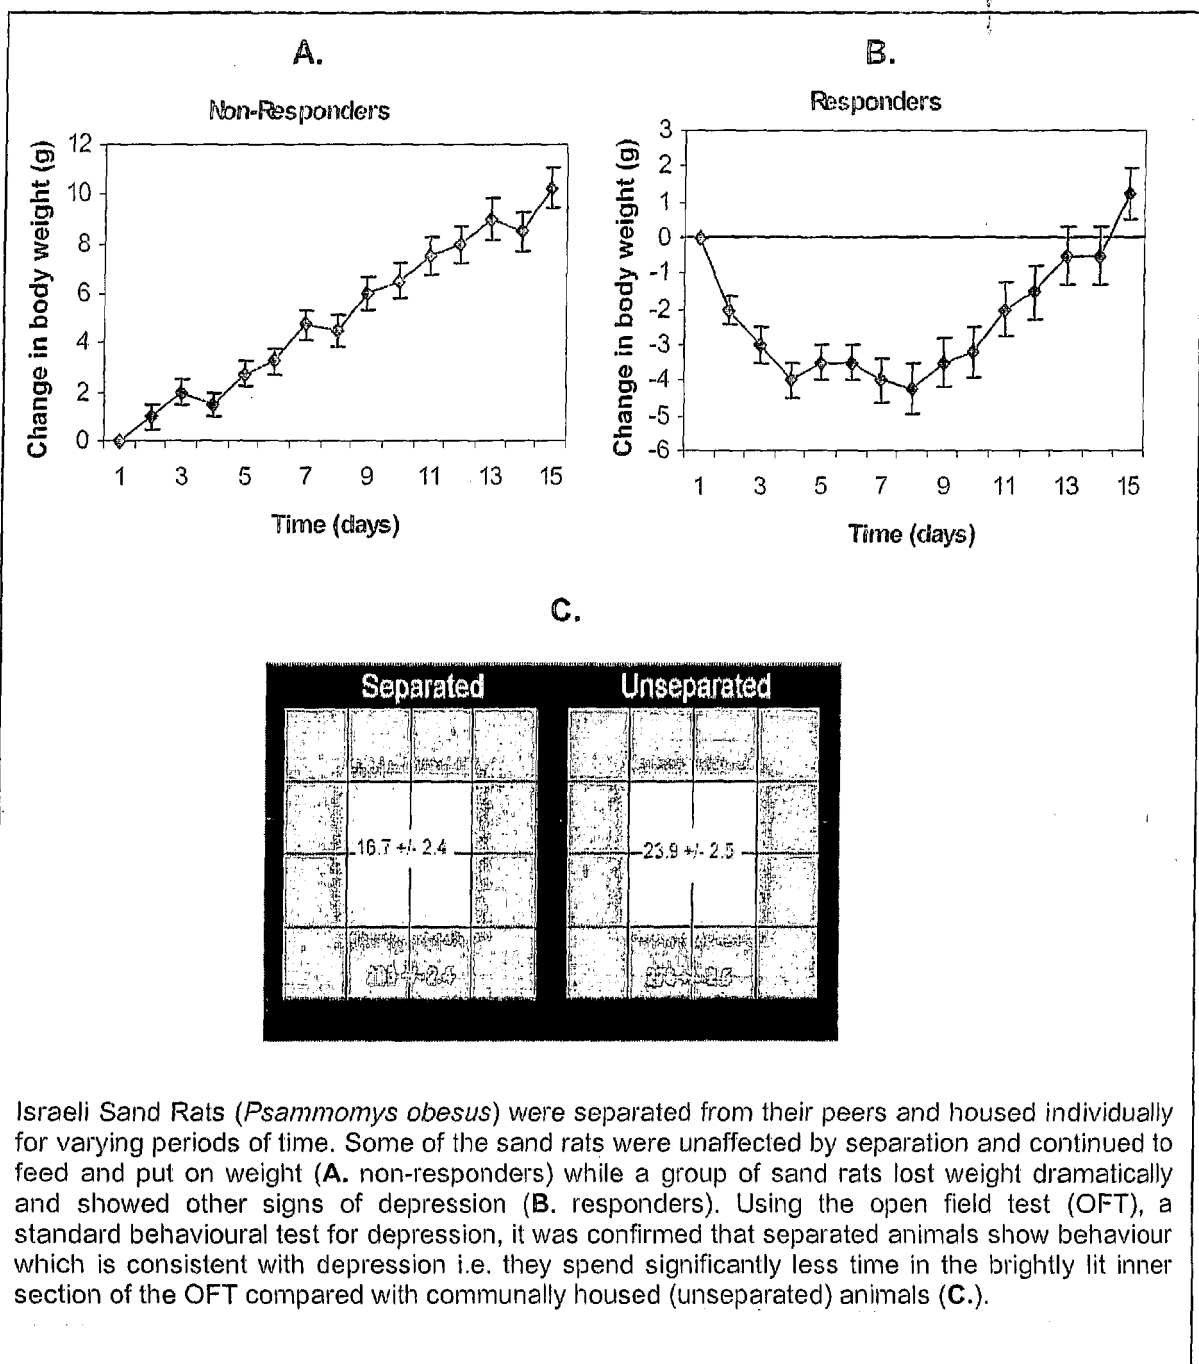 A.
Non-Responders
Change in body weight (g)
12
10
8
6
4
2
0
1 3 5 7 9 11 13 15
Time (days)
B.
Responders
Change in body weight (g)
3
2
1
0
-1
-2
-3
-4
-5
-6
1 3 5 7 9 11 13 15
Time (days)
C.
Separated
Unseparated
16.7 +/- 2.4
23.9 +/- 2.5
Israeli Sand Rats (Psammomys obesus) were separated from their peers and housed individually
for varying periods of time. Some of the sand rats were unaffected by separation and continued to
feed and put on weight (A. non-responders) while a group of sand rats lost weight dramatically
and showed other signs of depression (B. responders). Using the open field test (OFT), a
standard behavioural test for depression, it was confirmed that separated animals show behaviour
which is consistent with depression i.e. they spend significantly less time in the brightly lit inner
section of the OFT compared with communally housed (unseparated) animals (C.).